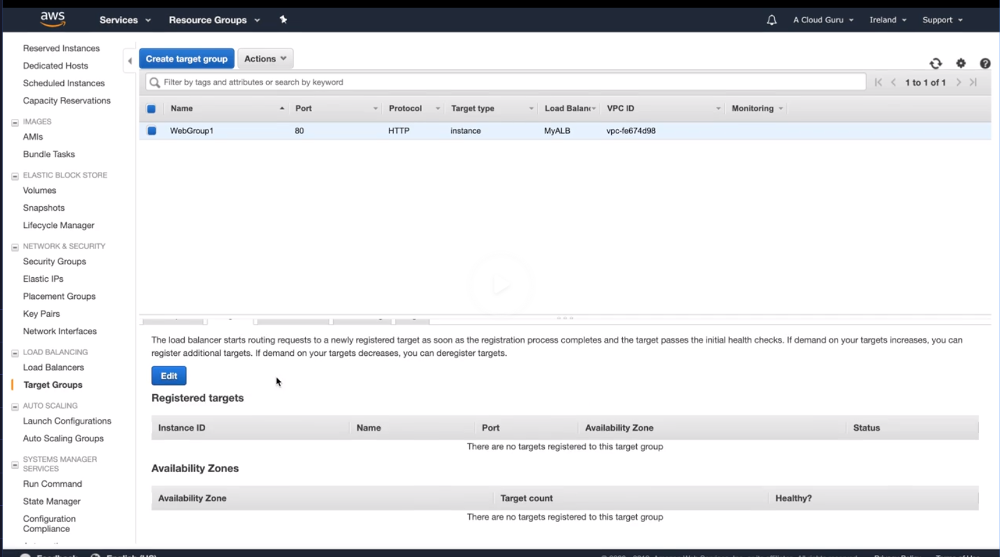 aws
Services
Resource Groups
A Cloud Guru
Ireland
Support
Reserved Instances
Dedicated Hosts
Scheduled Instances
Capacity Reservations
IMAGES
AMIs
Bundle Tasks
ELASTIC BLOCK STORE
Volumes
Snapshots
Lifecycle Manager
NETWORK & SECURITY
Security Groups
Elastic IPs
Placement Groups
Key Pairs
Network Interfaces
LOAD BALANCING
Load Balancers
Target Groups
AUTO SCALING
Launch Configurations
Auto Scaling Groups
SYSTEMS MANAGER
SERVICES
Run Command
State Manager
Configuration
Compliance
Create target group
Actions
Filter by tags and attributes or search by keyword
1 to 1 of 1
Name Port Protocol Target type Load Balanc VPC ID Monitoring
WebGroup1 80 HTTP instance MyALB vpc-fe674d98
The load balancer starts routing requests to a newly registered target as soon as the registration process completes and the target passes the initial health checks. If demand on your targets increases, you can
register additional targets. If demand on your targets decreases, you can deregister targets.
Edit
Registered targets
Instance ID Name Port Availability Zone Status
There are no targets registered to this target group
Availability Zones
Availability Zone Target count Healthy?
There are no targets registered to this target group
Feedback English (US)